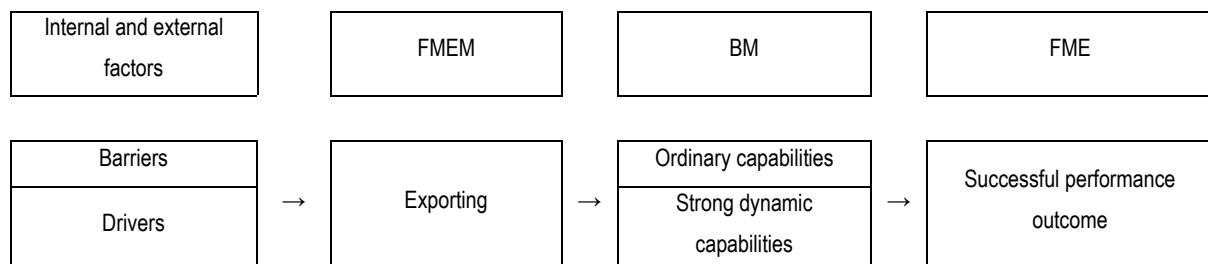 Internal and external
factors
FMEM
BM
FME
Barriers
Drivers
→
Exporting
→
Ordinary capabilities
Strong dynamic
capabilities
→
Successful performance
outcome